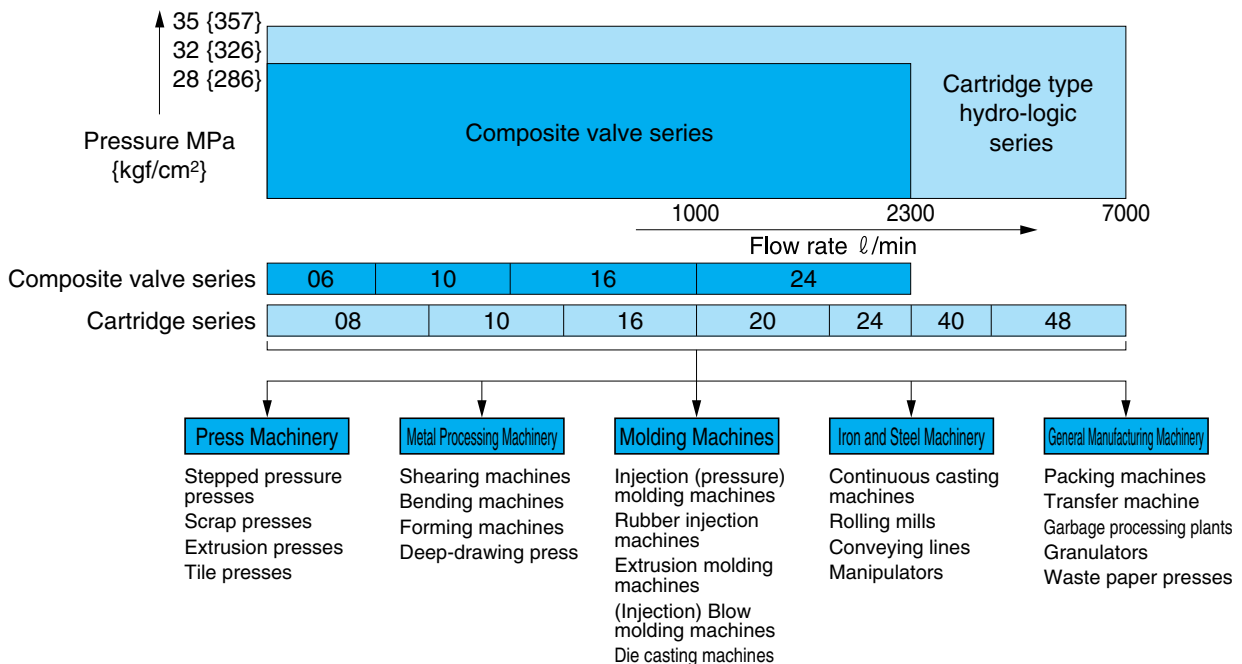 35 {357}
32 {326}
28 {286}
Pressure MPa
{kgf/cm²}
Composite valve series
Cartridge type
hydro-logic
series
1000 2300 7000
Flow rate ℓ/min
Composite valve series 06 10 16 24
Cartridge series 08 10 16 20 24 40 48
Press Machinery
Stepped pressure
presses
Scrap presses
Extrusion presses
Tile presses
Metal Processing Machinery
Shearing machines
Bending machines
Forming machines
Deep-drawing press
Molding Machines
Injection (pressure)
molding machines
Rubber injection
machines
Extrusion molding
machines
(Injection) Blow
molding machines
Die casting machines
Iron and Steel Machinery
Continuous casting
machines
Rolling mills
Conveying lines
Manipulators
General Manufacturing Machinery
Packing machines
Transfer machine
Garbage processing plants
Granulators
Waste paper presses